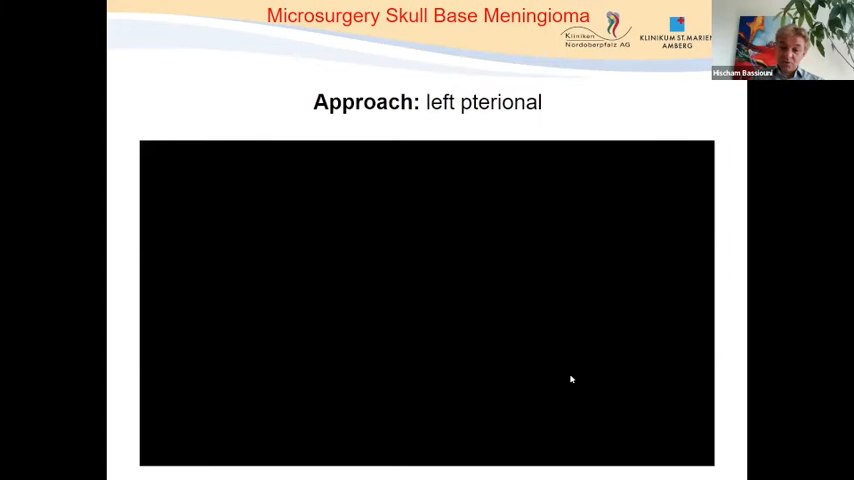 Microsurgery Skull Base Meningioma
Kliniken
Nordoberpfalz AG
KLINIKUM ST. MARIEN
AMBERG
Hischam Bassiouni
Approach: left pterional